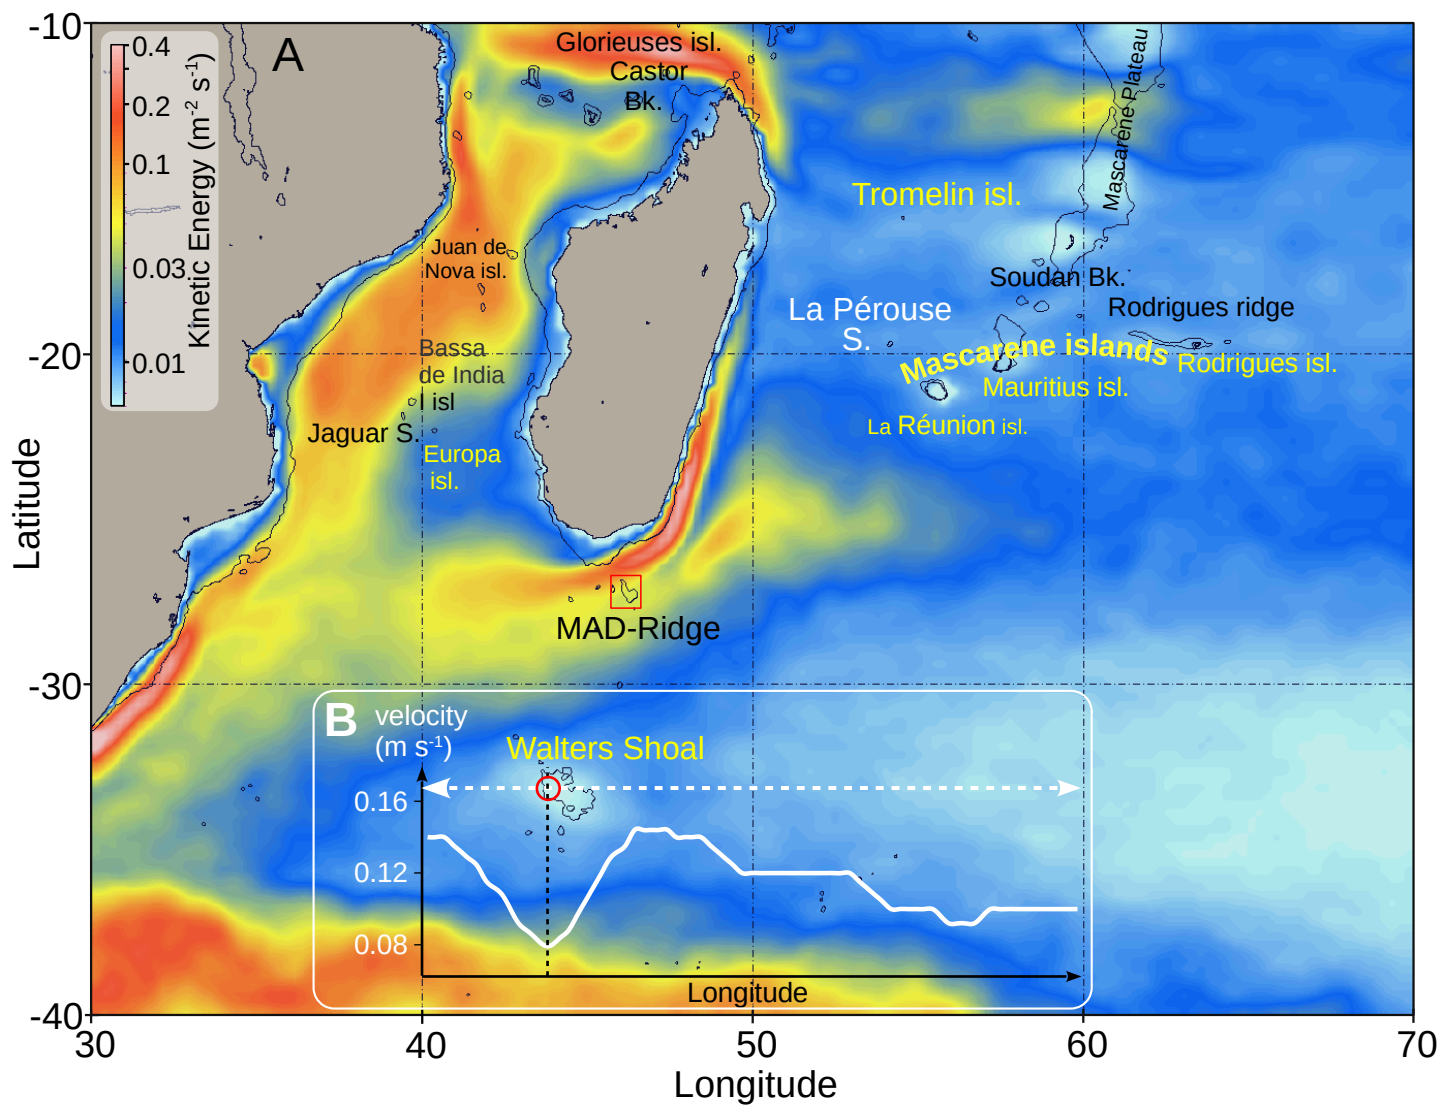 -10
A
0.4
0.2
0.1
0.03
0.01
Kinetic Energy (m⁻² s⁻¹)
Glorieuses isl.
Castor
Bk.
Mascarene Plateau
Tromelin isl.
Juan de
Nova isl.
Soudan Bk.
La Pérouse
S.
Rodrigues ridge
-20
Bassa
de India
l isl
Mascarene islands
Rodrigues isl.
Mauritius isl.
Jaguar S.
La Réunion isl.
Europa
isl.
Latitude
MAD-Ridge
-30
B
velocity
(m s⁻¹)
Walters Shoal
0.16
0.12
0.08
Longitude
-40
30
40
50
60
70
Longitude